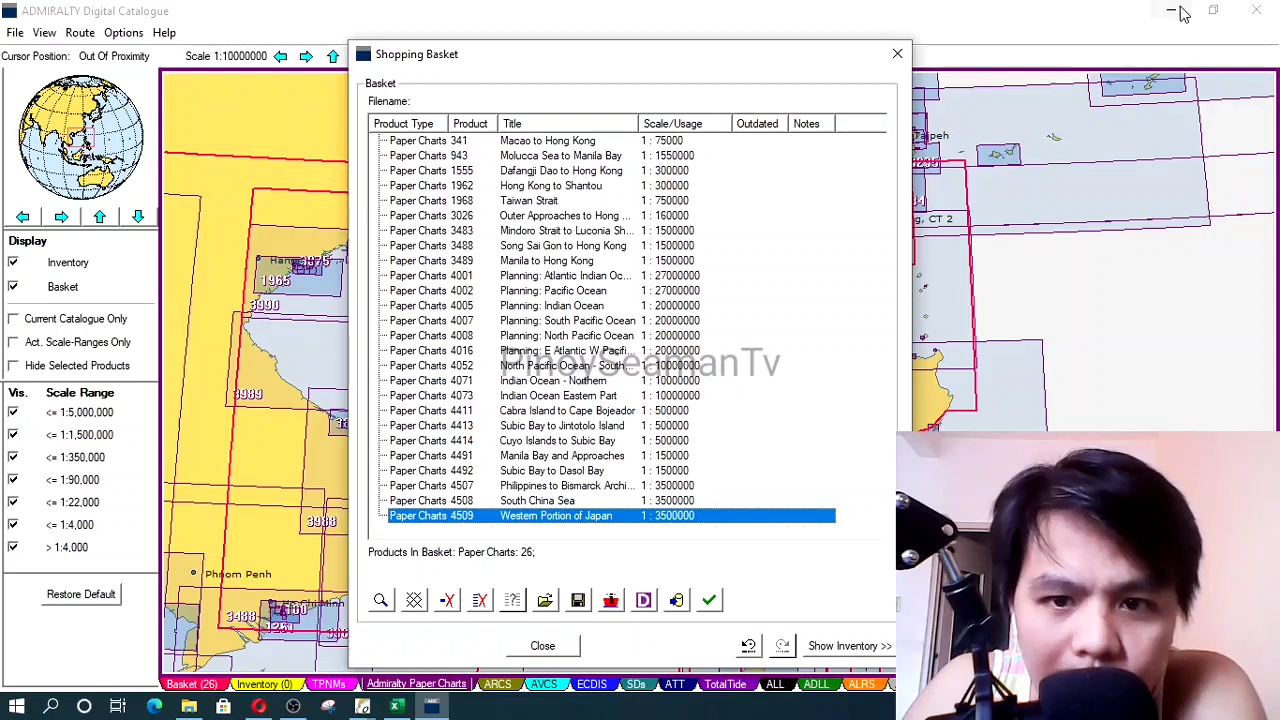 ADMIRALTY Digital Catalogue
File View Route Options Help
Cursor Position: Out Of Proximity Scale 1:10000000
Shopping Basket
Basket
Filename:
Product Type Product Title Scale/Usage Outdated Notes
Paper Charts 341 Macao to Hong Kong 1 : 75000
Paper Charts 943 Molucca Sea to Manila Bay 1 : 1550000
Paper Charts 1555 Dafangji Dao to Hong Kong 1 : 300000
Paper Charts 1962 Hong Kong to Shantou 1 : 300000
Paper Charts 1968 Taiwan Strait 1 : 750000
Paper Charts 3026 Outer Approaches to Hong ... 1 : 160000
Paper Charts 3483 Mindoro Strait to Luconia Sh... 1 : 1500000
Paper Charts 3488 Song Sai Gon to Hong Kong 1 : 1500000
Paper Charts 3489 Manila to Hong Kong 1 : 1500000
Paper Charts 4001 Planning: Atlantic Indian Oc... 1 : 27000000
Paper Charts 4002 Planning: Pacific Ocean 1 : 27000000
Paper Charts 4005 Planning: Indian Ocean 1 : 20000000
Paper Charts 4007 Planning: South Pacific Ocean 1 : 20000000
Paper Charts 4008 Planning: North Pacific Ocean 1 : 20000000
Paper Charts 4016 Planning: E Atlantic W Pacifi... 1 : 20000000
Paper Charts 4052 North Pacific Ocean - South... 1 : 10000000
Paper Charts 4071 Indian Ocean - Northern 1 : 10000000
Paper Charts 4073 Indian Ocean Eastern Part 1 : 10000000
Paper Charts 4411 Cabra Island to Cape Bojeador 1 : 500000
Paper Charts 4413 Subic Bay to Jintotolo Island 1 : 500000
Paper Charts 4414 Cuyo Islands to Subic Bay 1 : 500000
Paper Charts 4491 Manila Bay and Approaches 1 : 150000
Paper Charts 4492 Subic Bay to Dasol Bay 1 : 150000
Paper Charts 4507 Philippines to Bismarck Archi... 1 : 3500000
Paper Charts 4508 South China Sea 1 : 3500000
Paper Charts 4509 Western Portion of Japan 1 : 3500000
Products In Basket: Paper Charts: 26;
Close
Show Inventory >>
PinoySeamanTv
Display
Inventory
Basket
Current Catalogue Only
Act. Scale-Ranges Only
Hide Selected Products
Vis. Scale Range
<= 1:5,000,000
<= 1:1,500,000
<= 1:350,000
<= 1:90,000
<= 1:22,000
<= 1:4,000
> 1:4,000
Restore Default
3875
1965
3990
3989
3988
Phnom Penh
3488
1261
, CT 2
Basket (26) Inventory (0) TPNMs Admiralty Paper Charts ARCS AVCS ECDIS SDs ATT TotalTide ALL ADLL ALRS